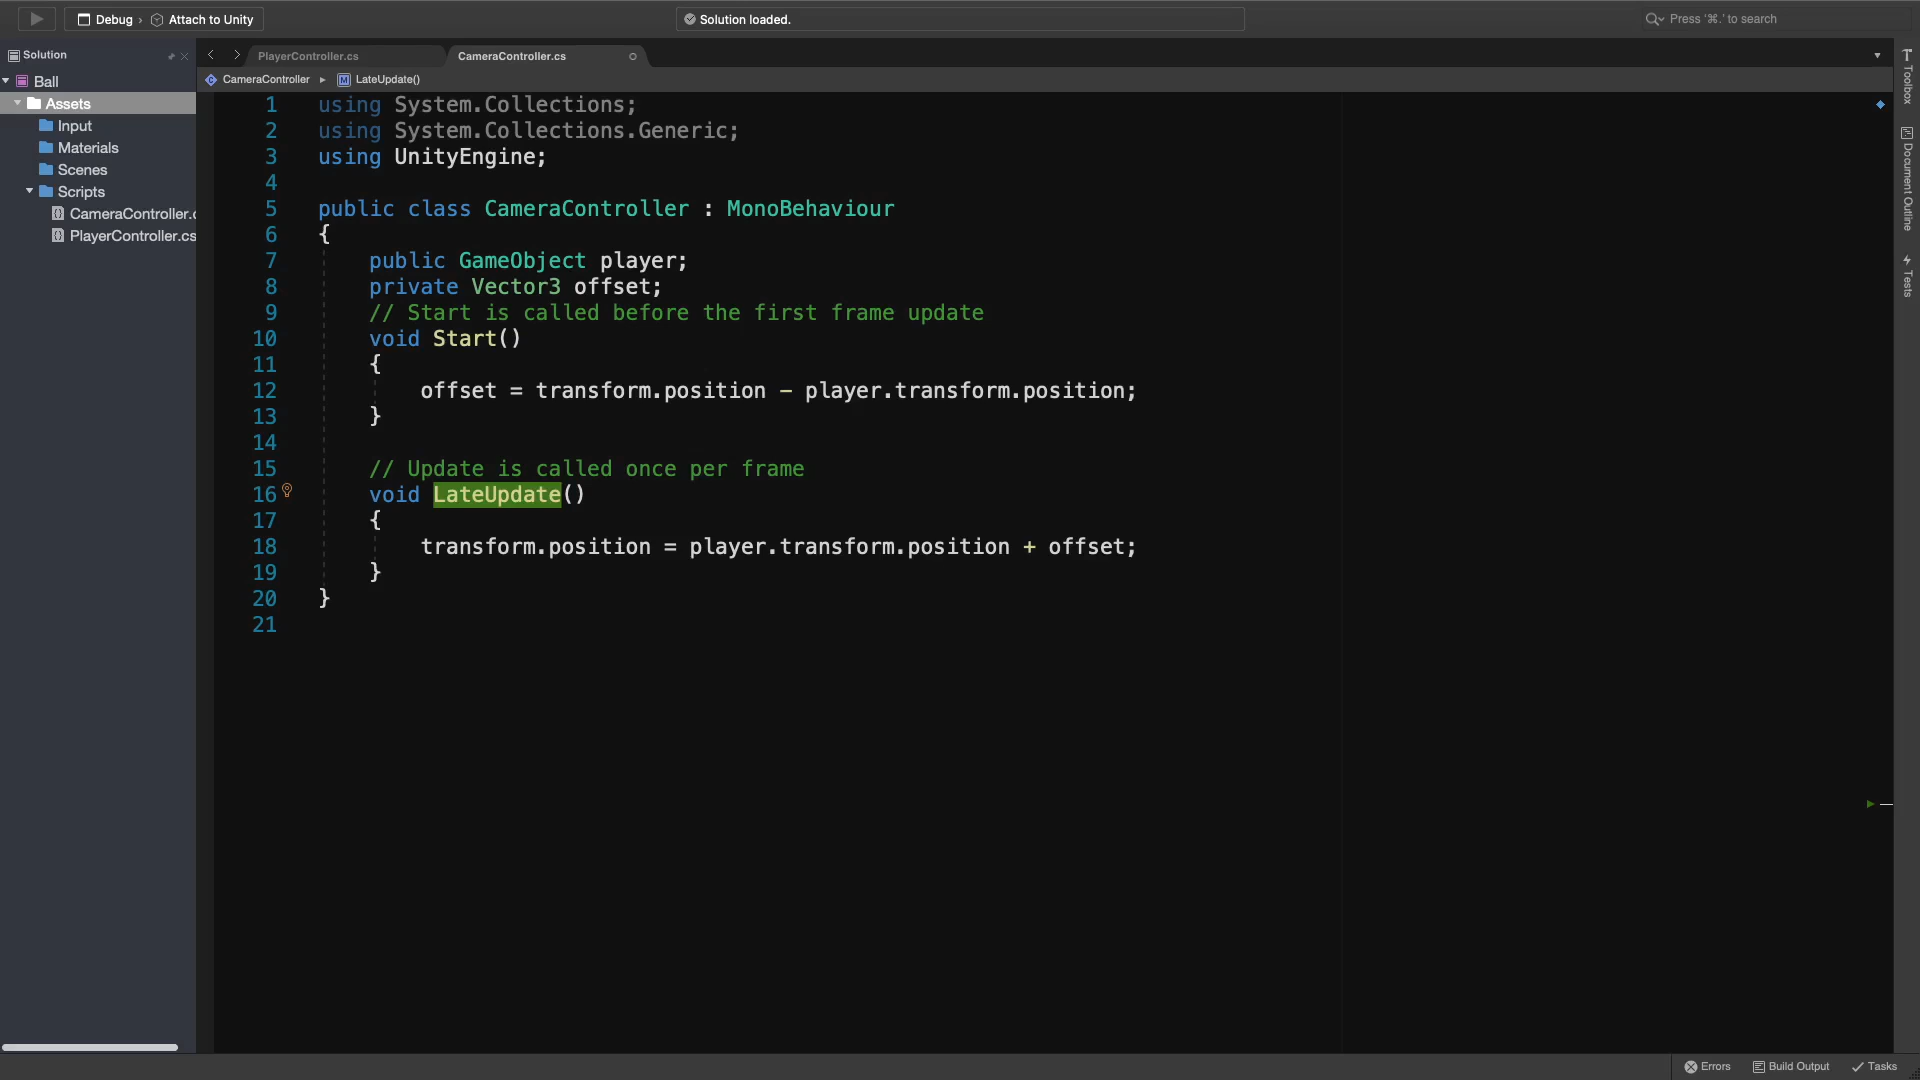 Debug › Attach to Unity
Solution loaded.
Press '⌘.' to search
Solution
PlayerController.cs
CameraController.cs
CameraController ▸ LateUpdate()
Ball
Assets
Input
Materials
Scenes
Scripts
CameraController.c
PlayerController.cs
1 using System.Collections;
2 using System.Collections.Generic;
3 using UnityEngine;
4
5 public class CameraController : MonoBehaviour
6 {
7 public GameObject player;
8 private Vector3 offset;
9 // Start is called before the first frame update
10 void Start()
11 {
12 offset = transform.position - player.transform.position;
13 }
14
15 // Update is called once per frame
16 void LateUpdate()
17 {
18 transform.position = player.transform.position + offset;
19 }
20 }
21
Toolbox
Document Outline
Tests
Errors
Build Output
Tasks